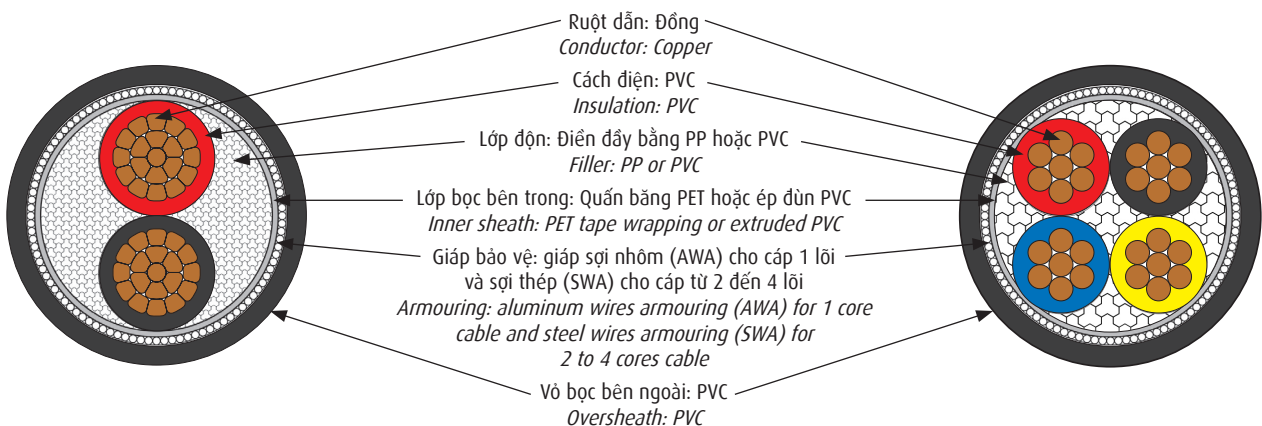 Ruột dẫn: Đồng
Conductor: Copper
Cách điện: PVC
Insulation: PVC
Lớp độn: Điền đầy bằng PP hoặc PVC
Filler: PP or PVC
Lớp bọc bên trong: Quấn băng PET hoặc ép đùn PVC
Inner sheath: PET tape wrapping or extruded PVC
Giáp bảo vệ: giáp sợi nhôm (AWA) cho cáp 1 lõi
và sợi thép (SWA) cho cáp từ 2 đến 4 lõi
Armouring: aluminum wires armouring (AWA) for 1 core
cable and steel wires armouring (SWA) for
2 to 4 cores cable
Vỏ bọc bên ngoài: PVC
Oversheath: PVC